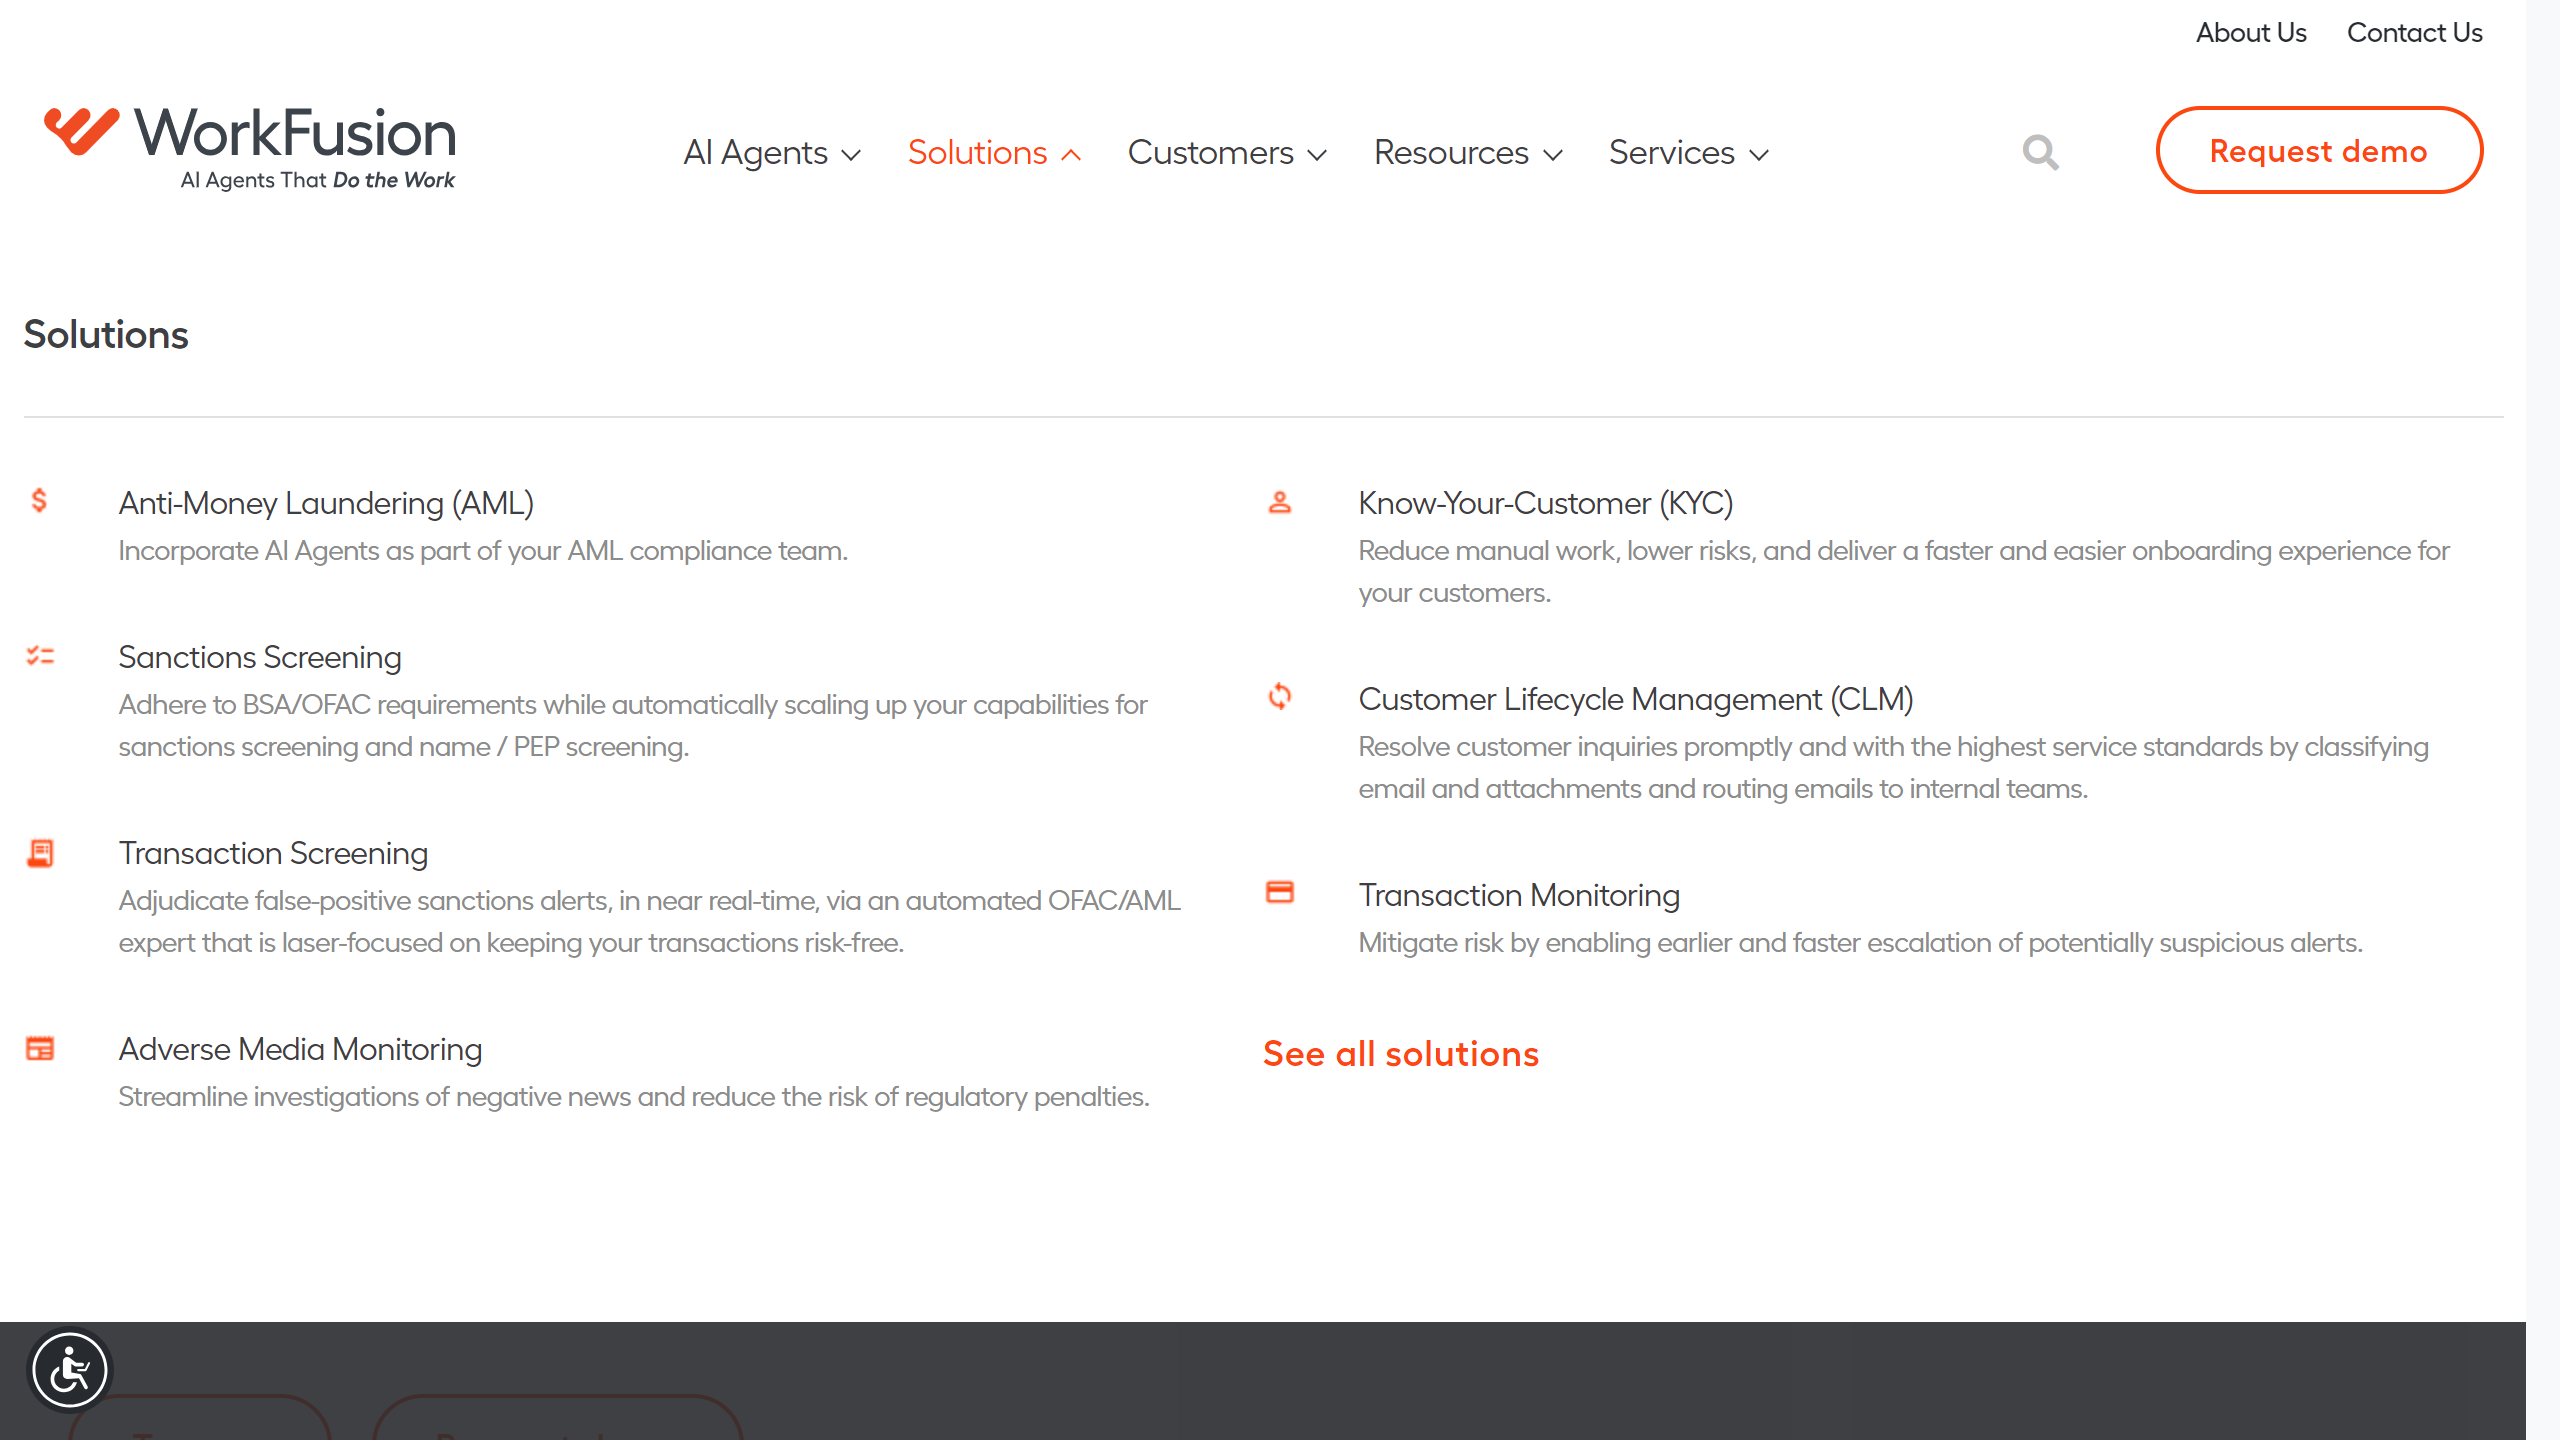 About Us Contact Us
WorkFusion
AI Agents That Do the Work
AI Agents Solutions Customers Resources Services
Request demo
Solutions
Anti-Money Laundering (AML)
Incorporate AI Agents as part of your AML compliance team.
Sanctions Screening
Adhere to BSA/OFAC requirements while automatically scaling up your capabilities for
sanctions screening and name / PEP screening.
Transaction Screening
Adjudicate false-positive sanctions alerts, in near real-time, via an automated OFAC/AML
expert that is laser-focused on keeping your transactions risk-free.
Adverse Media Monitoring
Streamline investigations of negative news and reduce the risk of regulatory penalties.
Know-Your-Customer (KYC)
Reduce manual work, lower risks, and deliver a faster and easier onboarding experience for
your customers.
Customer Lifecycle Management (CLM)
Resolve customer inquiries promptly and with the highest service standards by classifying
email and attachments and routing emails to internal teams.
Transaction Monitoring
Mitigate risk by enabling earlier and faster escalation of potentially suspicious alerts.
See all solutions